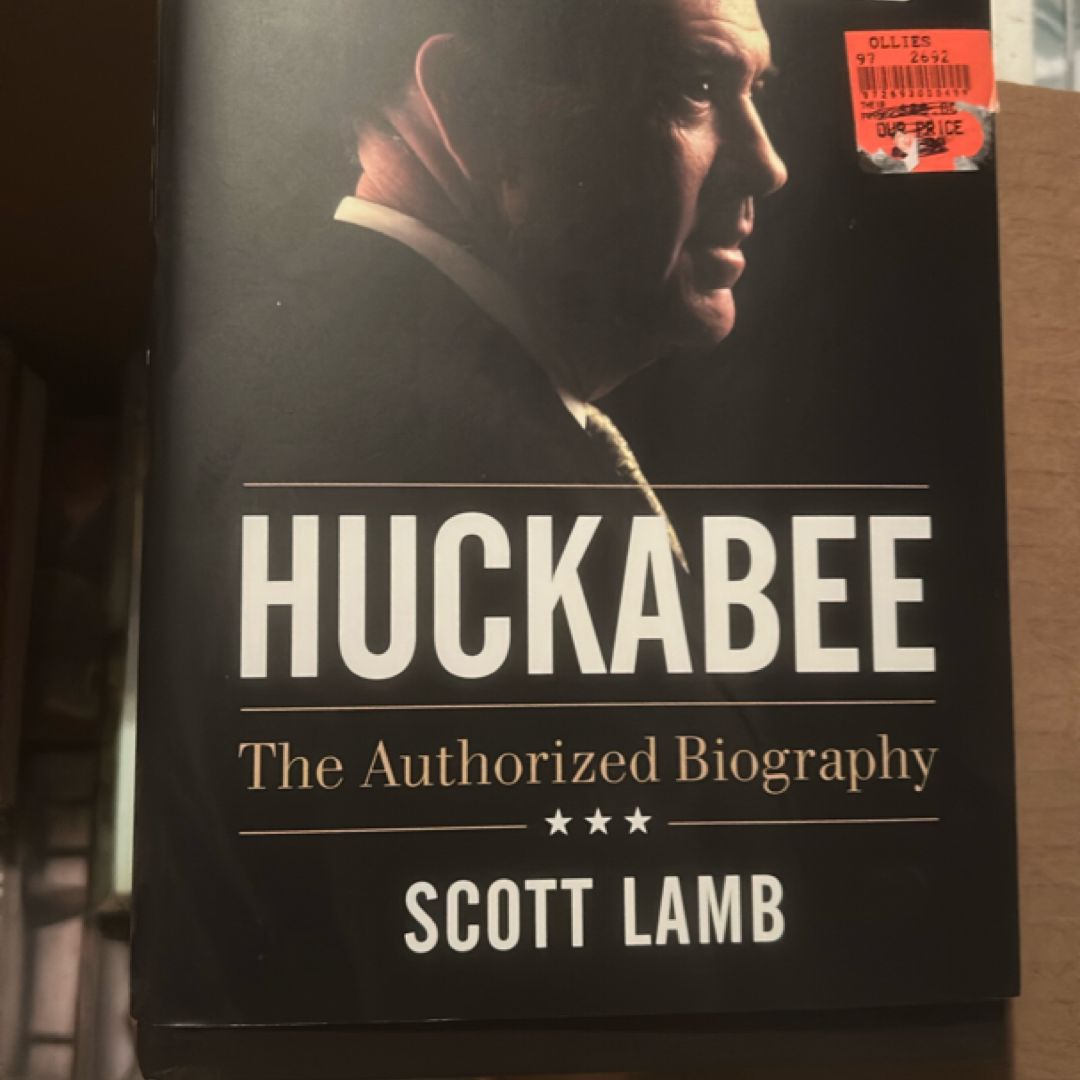 OLLIES
97 2692
OUR PRICE
HUCKABEE
The Authorized Biography
SCOTT LAMB